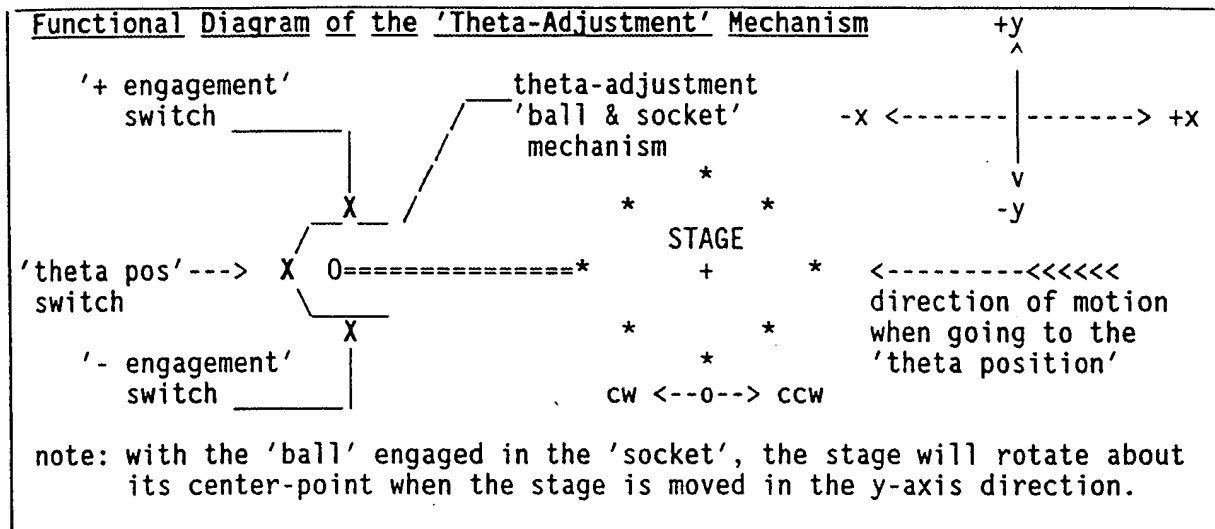 Functional Diagram of the 'Theta-Adjustment' Mechanism
+y
'+ engagement' switch
theta-adjustment 'ball & socket' mechanism
-x <-------|-------> +x
v
-y
X
STAGE
'theta pos'---> switch
X O===============*
+
<---------<<<<<<
direction of motion
when going to the
'theta position'
X
'- engagement' switch
cw <--o--> ccw
note: with the 'ball' engaged in the 'socket', the stage will rotate about
its center-point when the stage is moved in the y-axis direction.